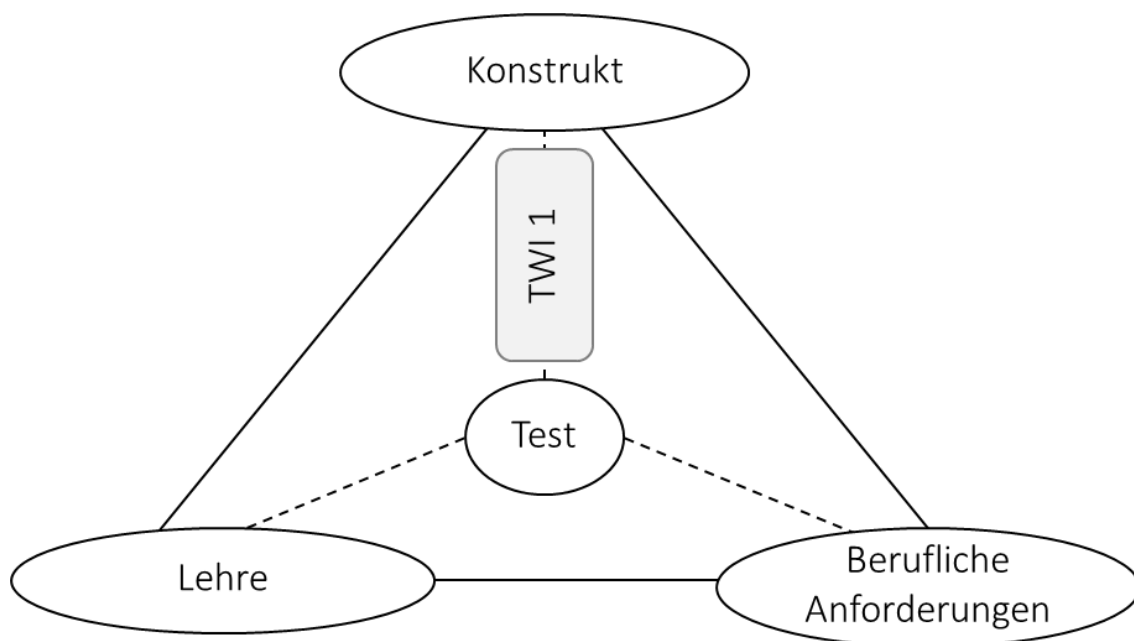 Konstrukt
TWI 1
Test
Lehre
Berufliche
Anforderungen